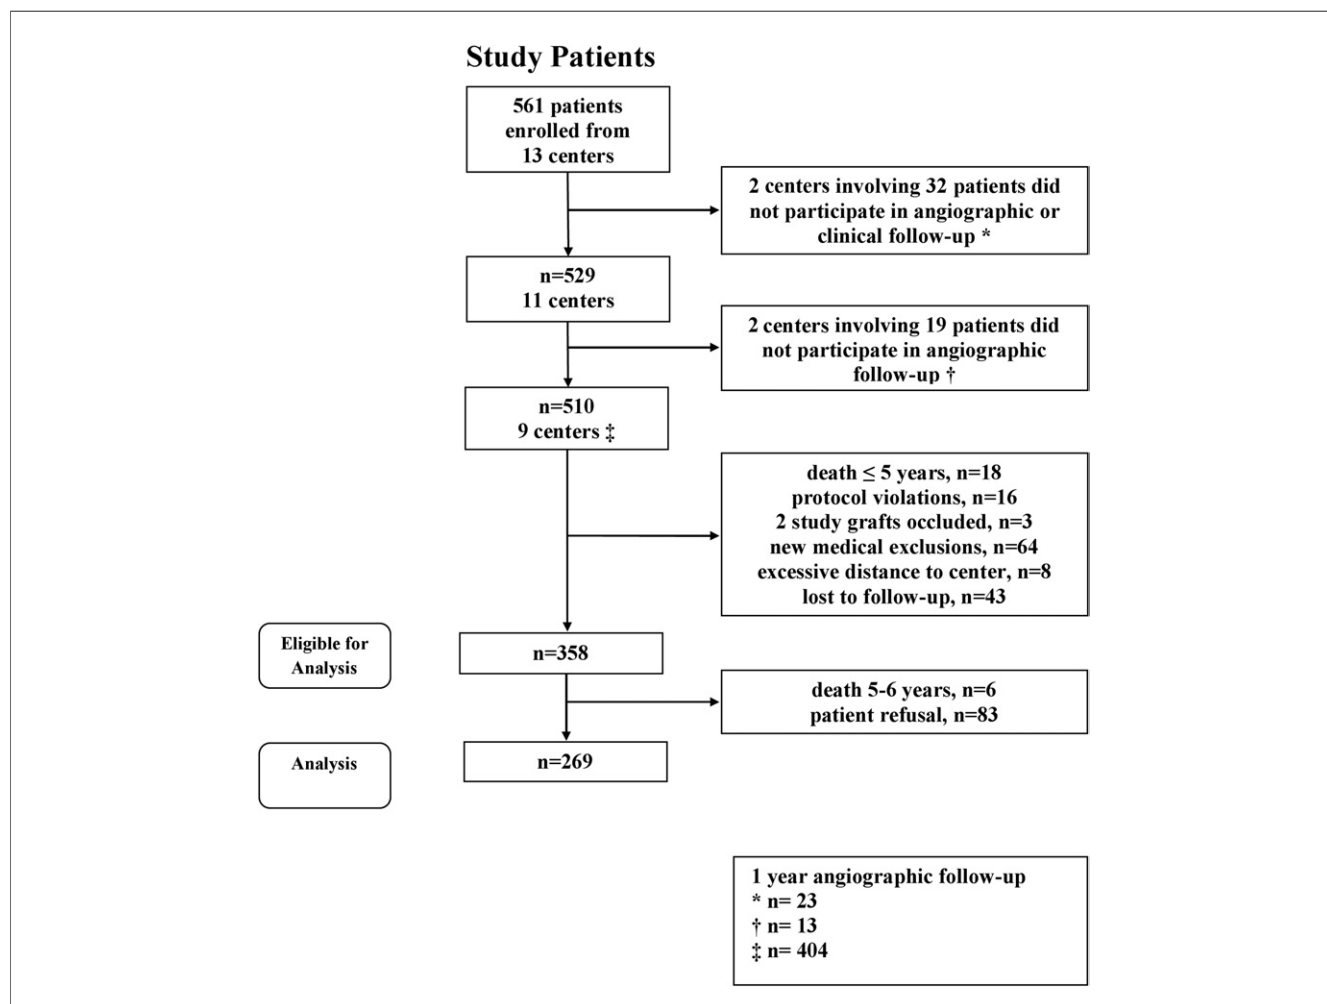 Study Patients
561 patients
enrolled from
13 centers
2 centers involving 32 patients did
not participate in angiographic or
clinical follow-up *
n=529
11 centers
2 centers involving 19 patients did
not participate in angiographic
follow-up †
n=510
9 centers ‡
death ≤ 5 years, n=18
protocol violations, n=16
2 study grafts occluded, n=3
new medical exclusions, n=64
excessive distance to center, n=8
lost to follow-up, n=43
Eligible for
Analysis
n=358
death 5-6 years, n=6
patient refusal, n=83
Analysis
n=269
1 year angiographic follow-up
* n= 23
† n= 13
‡ n= 404